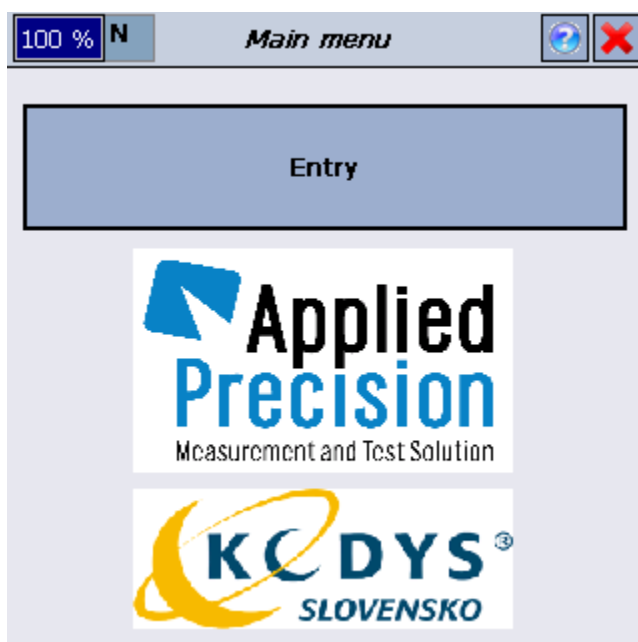 100 % N Main menu
Entry
Applied
Precision
Measurement and Test Solution
KODYS®
SLOVENSKO